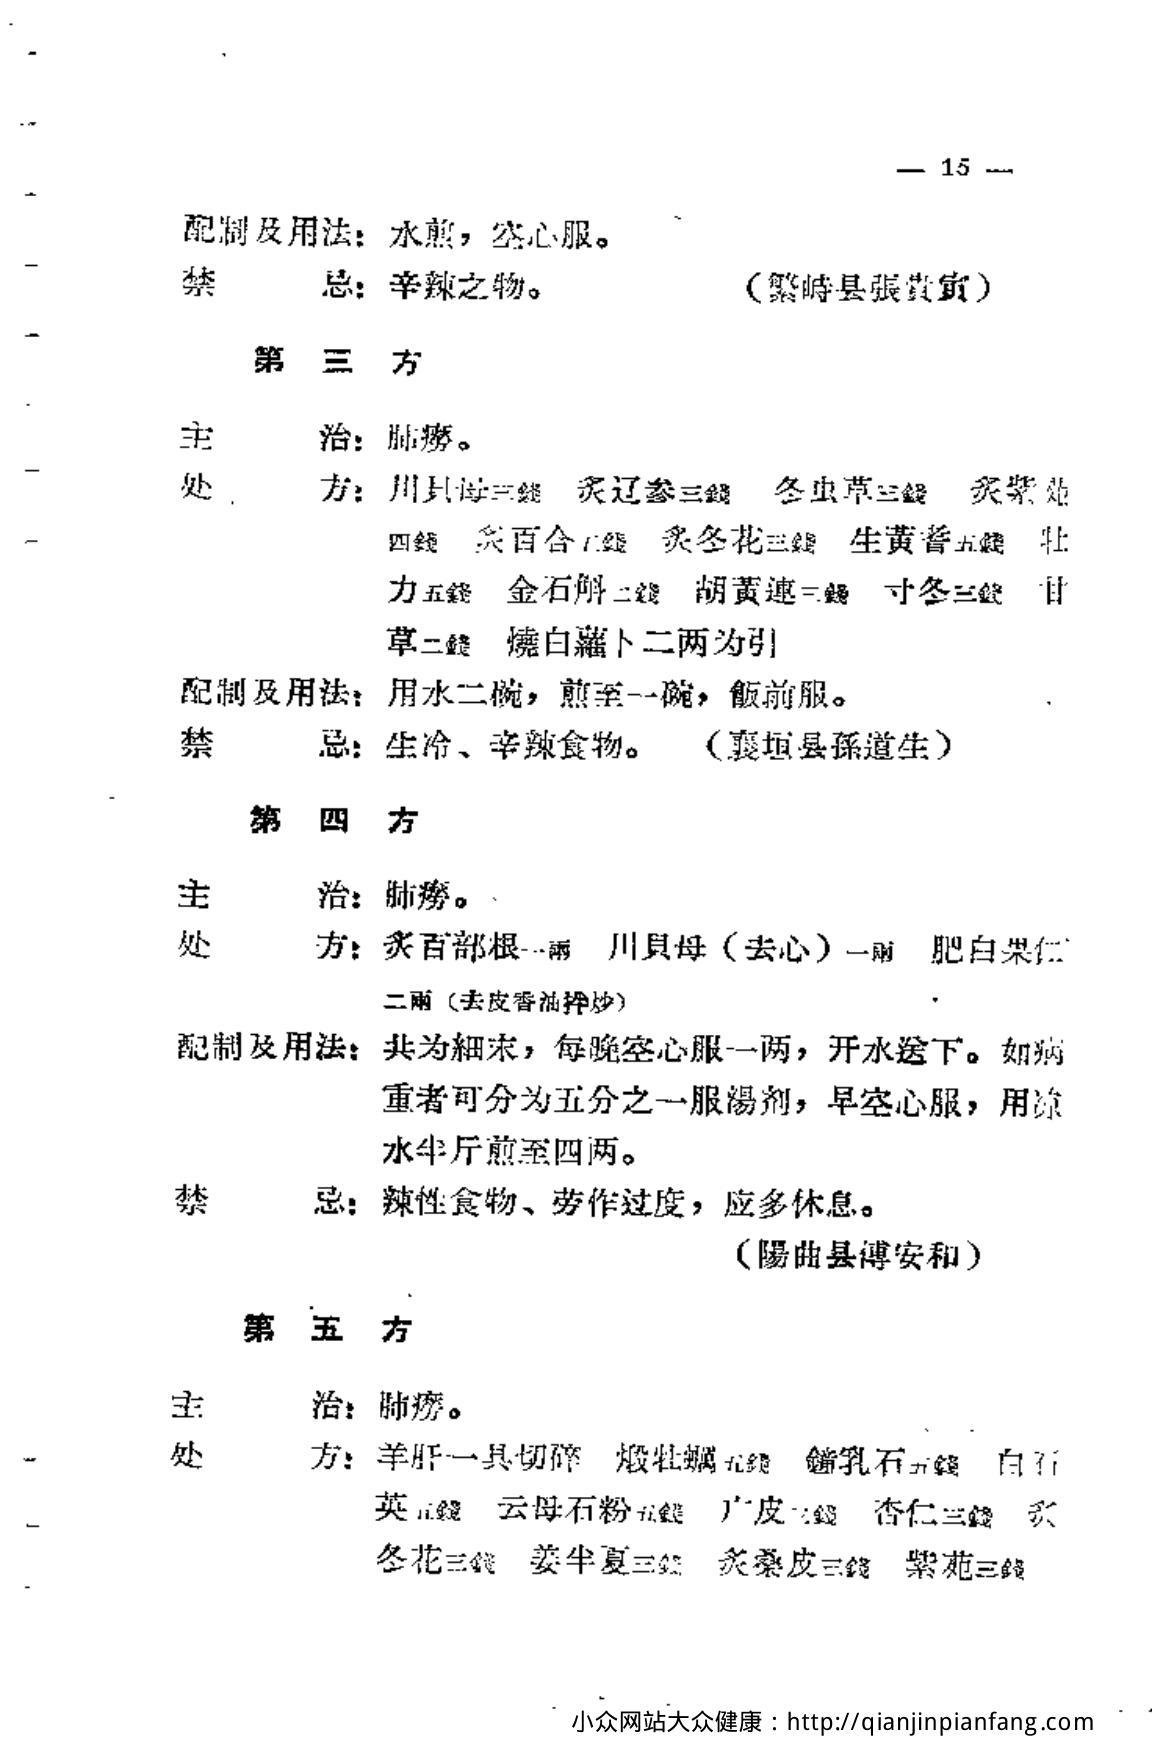 — 15 —
配制及用法：水煎，空心服。
禁　　忌：辛辣之物。　（繁峙县張貴寅）
第　三　方
主　　治：肺癆。
处　　方：川貝母三錢　炙辽参三錢　冬虫草三錢　炙紫苑
四錢　炙百合　錢　炙冬花三錢　生黄耆五錢　牡
力五錢　金石斛二錢　胡黃連三錢　寸冬三錢　甘
草二錢　燒白蘿卜二两为引
配制及用法：用水二碗，煎至一碗，飯前服。
禁　　忌：生冷、辛辣食物。　（襄垣县孫道生）
第　四　方
主　　治：肺癆。
处　　方：炙百部根一兩　川貝母（去心）一兩　肥白果仁
二兩（去皮香油拌炒）
配制及用法：共为細末，每晚空心服一两，开水送下。如病
重者可分为五分之一服湯剂，早空心服，用凉
水半斤煎至四两。
禁　　忌：辣性食物、劳作过度，应多休息。
（陽曲县傅安和）
第　五　方
主　　治：肺癆。
处　　方：羊肝一具切碎　煅牡蠣五錢　鐘乳石五錢　白石
英五錢　云母石粉五錢　广皮　錢　杏仁三錢　炙
冬花三錢　姜半夏三錢　炙桑皮三錢　紫苑三錢
小众网站大众健康：http://qianjinpianfang.com